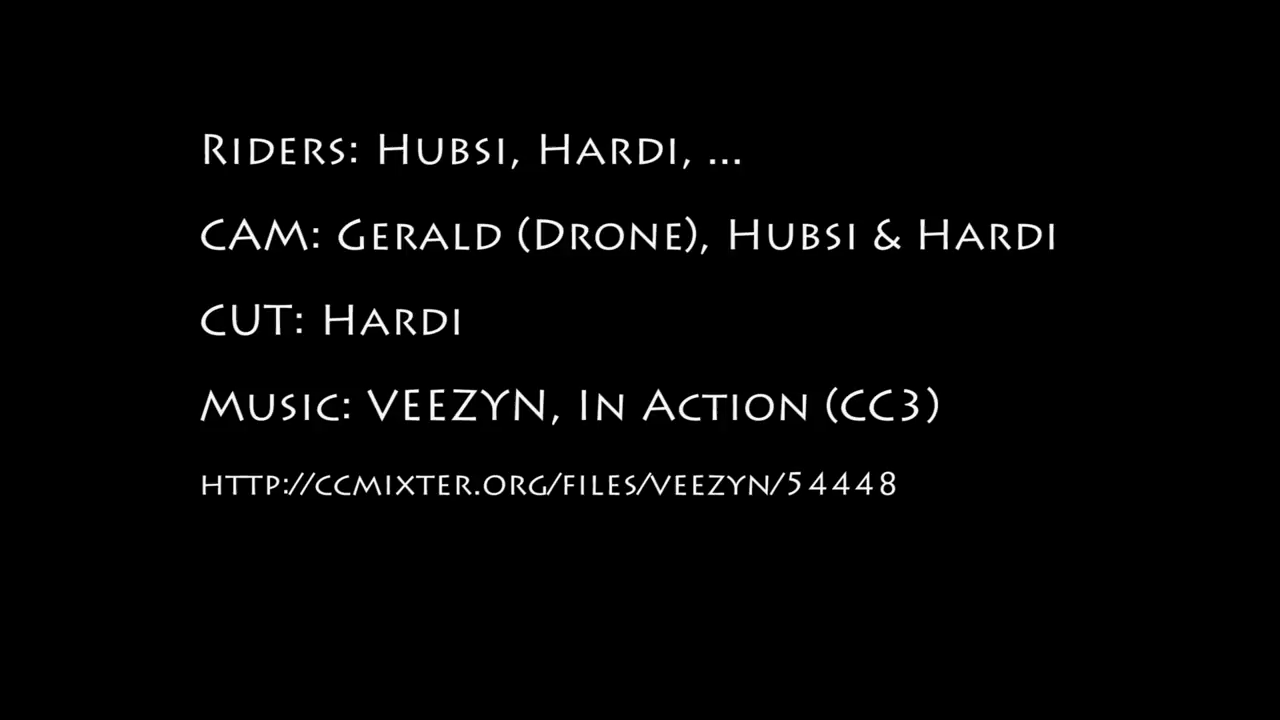 Riders: Hubsi, Hardi, ...
CAM: Gerald (Drone), Hubsi & Hardi
CUT: Hardi
Music: VEEZYN, In Action (CC3)
http://ccmixter.org/files/veezyn/54448